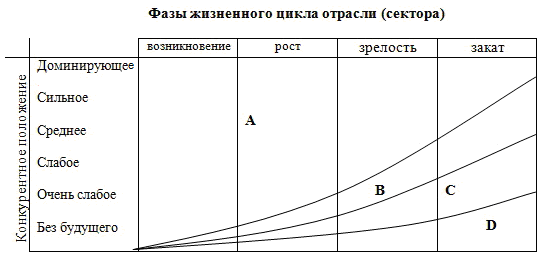 Фазы жизненного цикла отрасли (сектора)
возникновение рост зрелость закат
Конкурентное положение
Доминирующее
Сильное
A
Среднее
Слабое
Очень слабое B C
Без будущего D